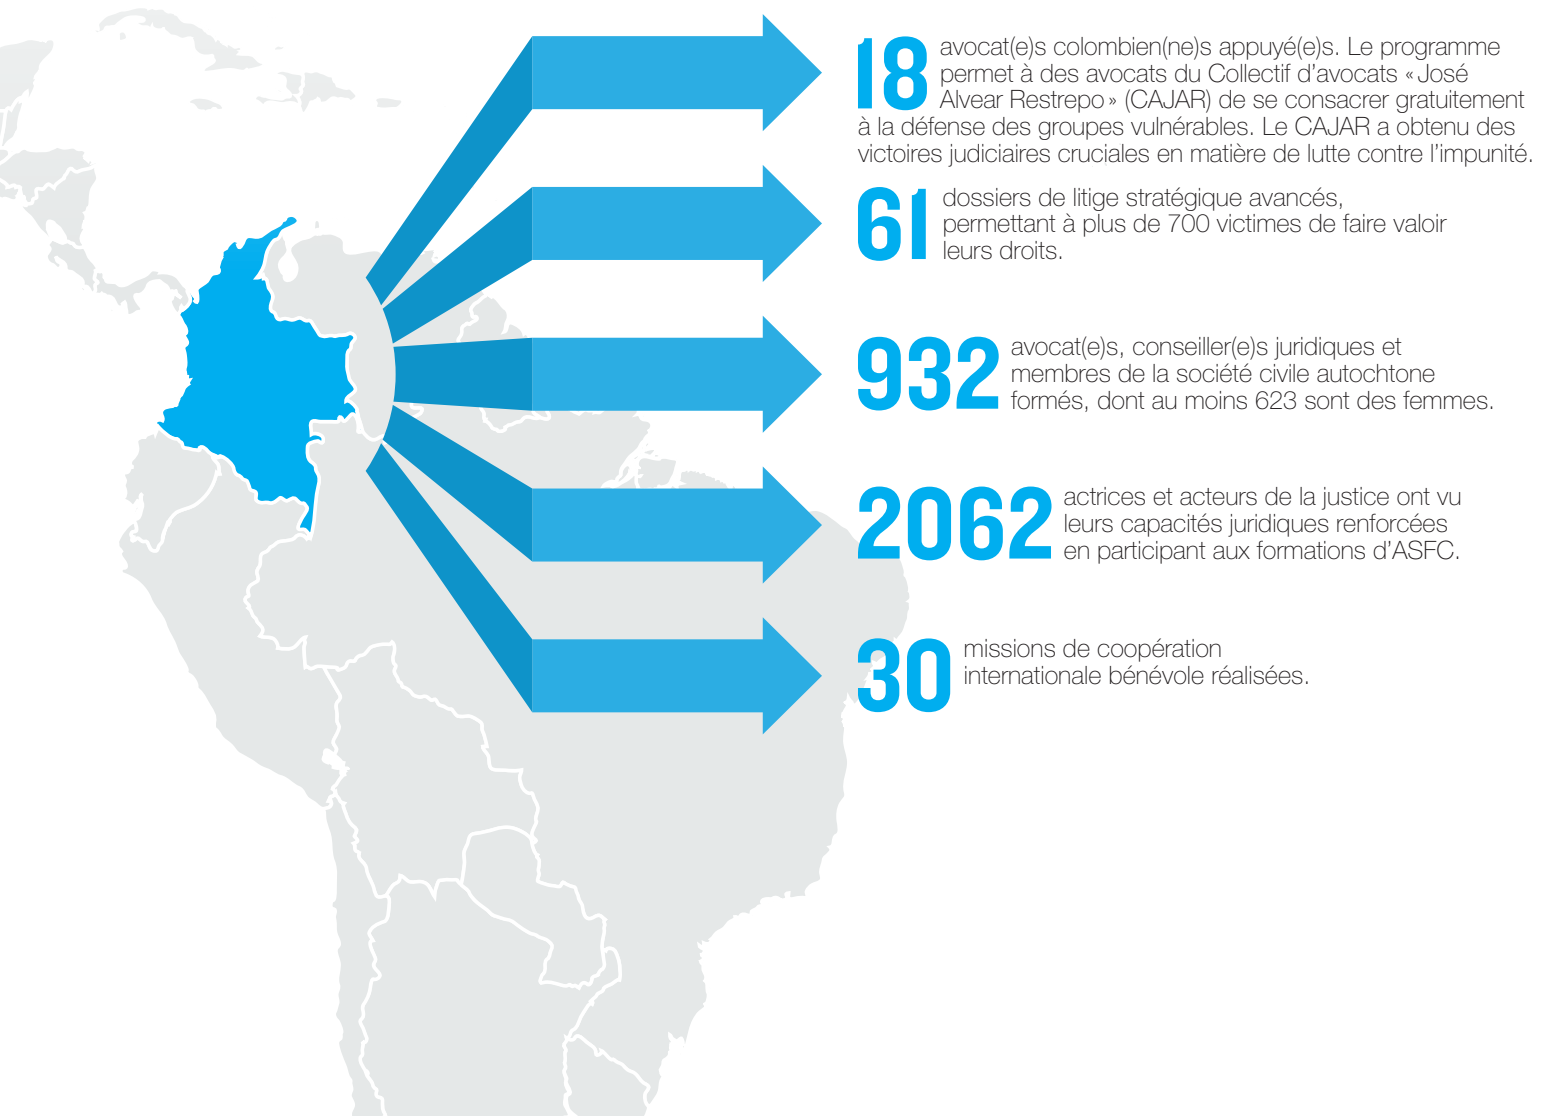 18 avocat(e)s colombien(ne)s appuyé(e)s. Le programme
permet à des avocats du Collectif d’avocats « José
Alvear Restrepo » (CAJAR) de se consacrer gratuitement
à la défense des groupes vulnérables. Le CAJAR a obtenu des
victoires judiciaires cruciales en matière de lutte contre l’impunité.
61 dossiers de litige stratégique avancés,
permettant à plus de 700 victimes de faire valoir
leurs droits.
932 avocat(e)s, conseiller(e)s juridiques et
membres de la société civile autochtone
formés, dont au moins 623 sont des femmes.
2062 actrices et acteurs de la justice ont vu
leurs capacités juridiques renforcées
en participant aux formations d’ASFC.
30 missions de coopération
internationale bénévole réalisées.